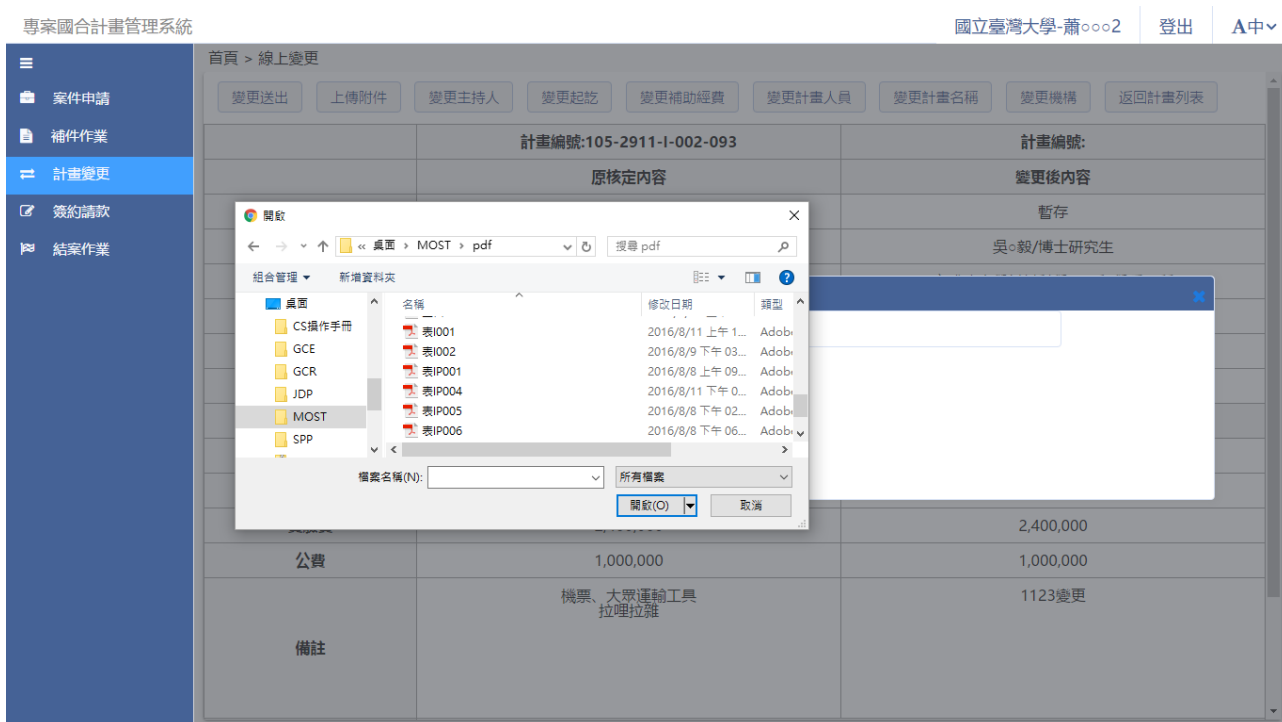 專案國合計畫管理系統
國立臺灣大學-蕭○○○2 登出 A中
首頁 > 線上變更
案件申請
補件作業
計畫變更
簽約請款
結案作業
變更送出 上傳附件 變更主持人 變更起訖 變更補助經費 變更計畫人員 變更計畫名稱 變更機構 返回計畫列表
計畫編號:105-2911-I-002-093 計畫編號:
原核定內容 變更後內容
暫存
吳○毅/博士研究生
開啟
« 桌面 › MOST › pdf 搜尋 pdf
組合管理 新增資料夾
桌面
CS操作手冊
GCE
GCR
JDP
MOST
SPP
名稱 修改日期 類型
表I001 2016/8/11 上午 1... Adob
表I002 2016/8/9 下午 03... Adob
表IP001 2016/8/8 上午 09... Adob
表IP004 2016/8/11 下午 0... Adob
表IP005 2016/8/8 下午 02... Adob
表IP006 2016/8/8 下午 06... Adob
檔案名稱(N): 所有檔案
開啟(O) 取消
2,400,000
公費 1,000,000 1,000,000
機票、大眾運輸工具 1123變更
拉哩拉雜
備註